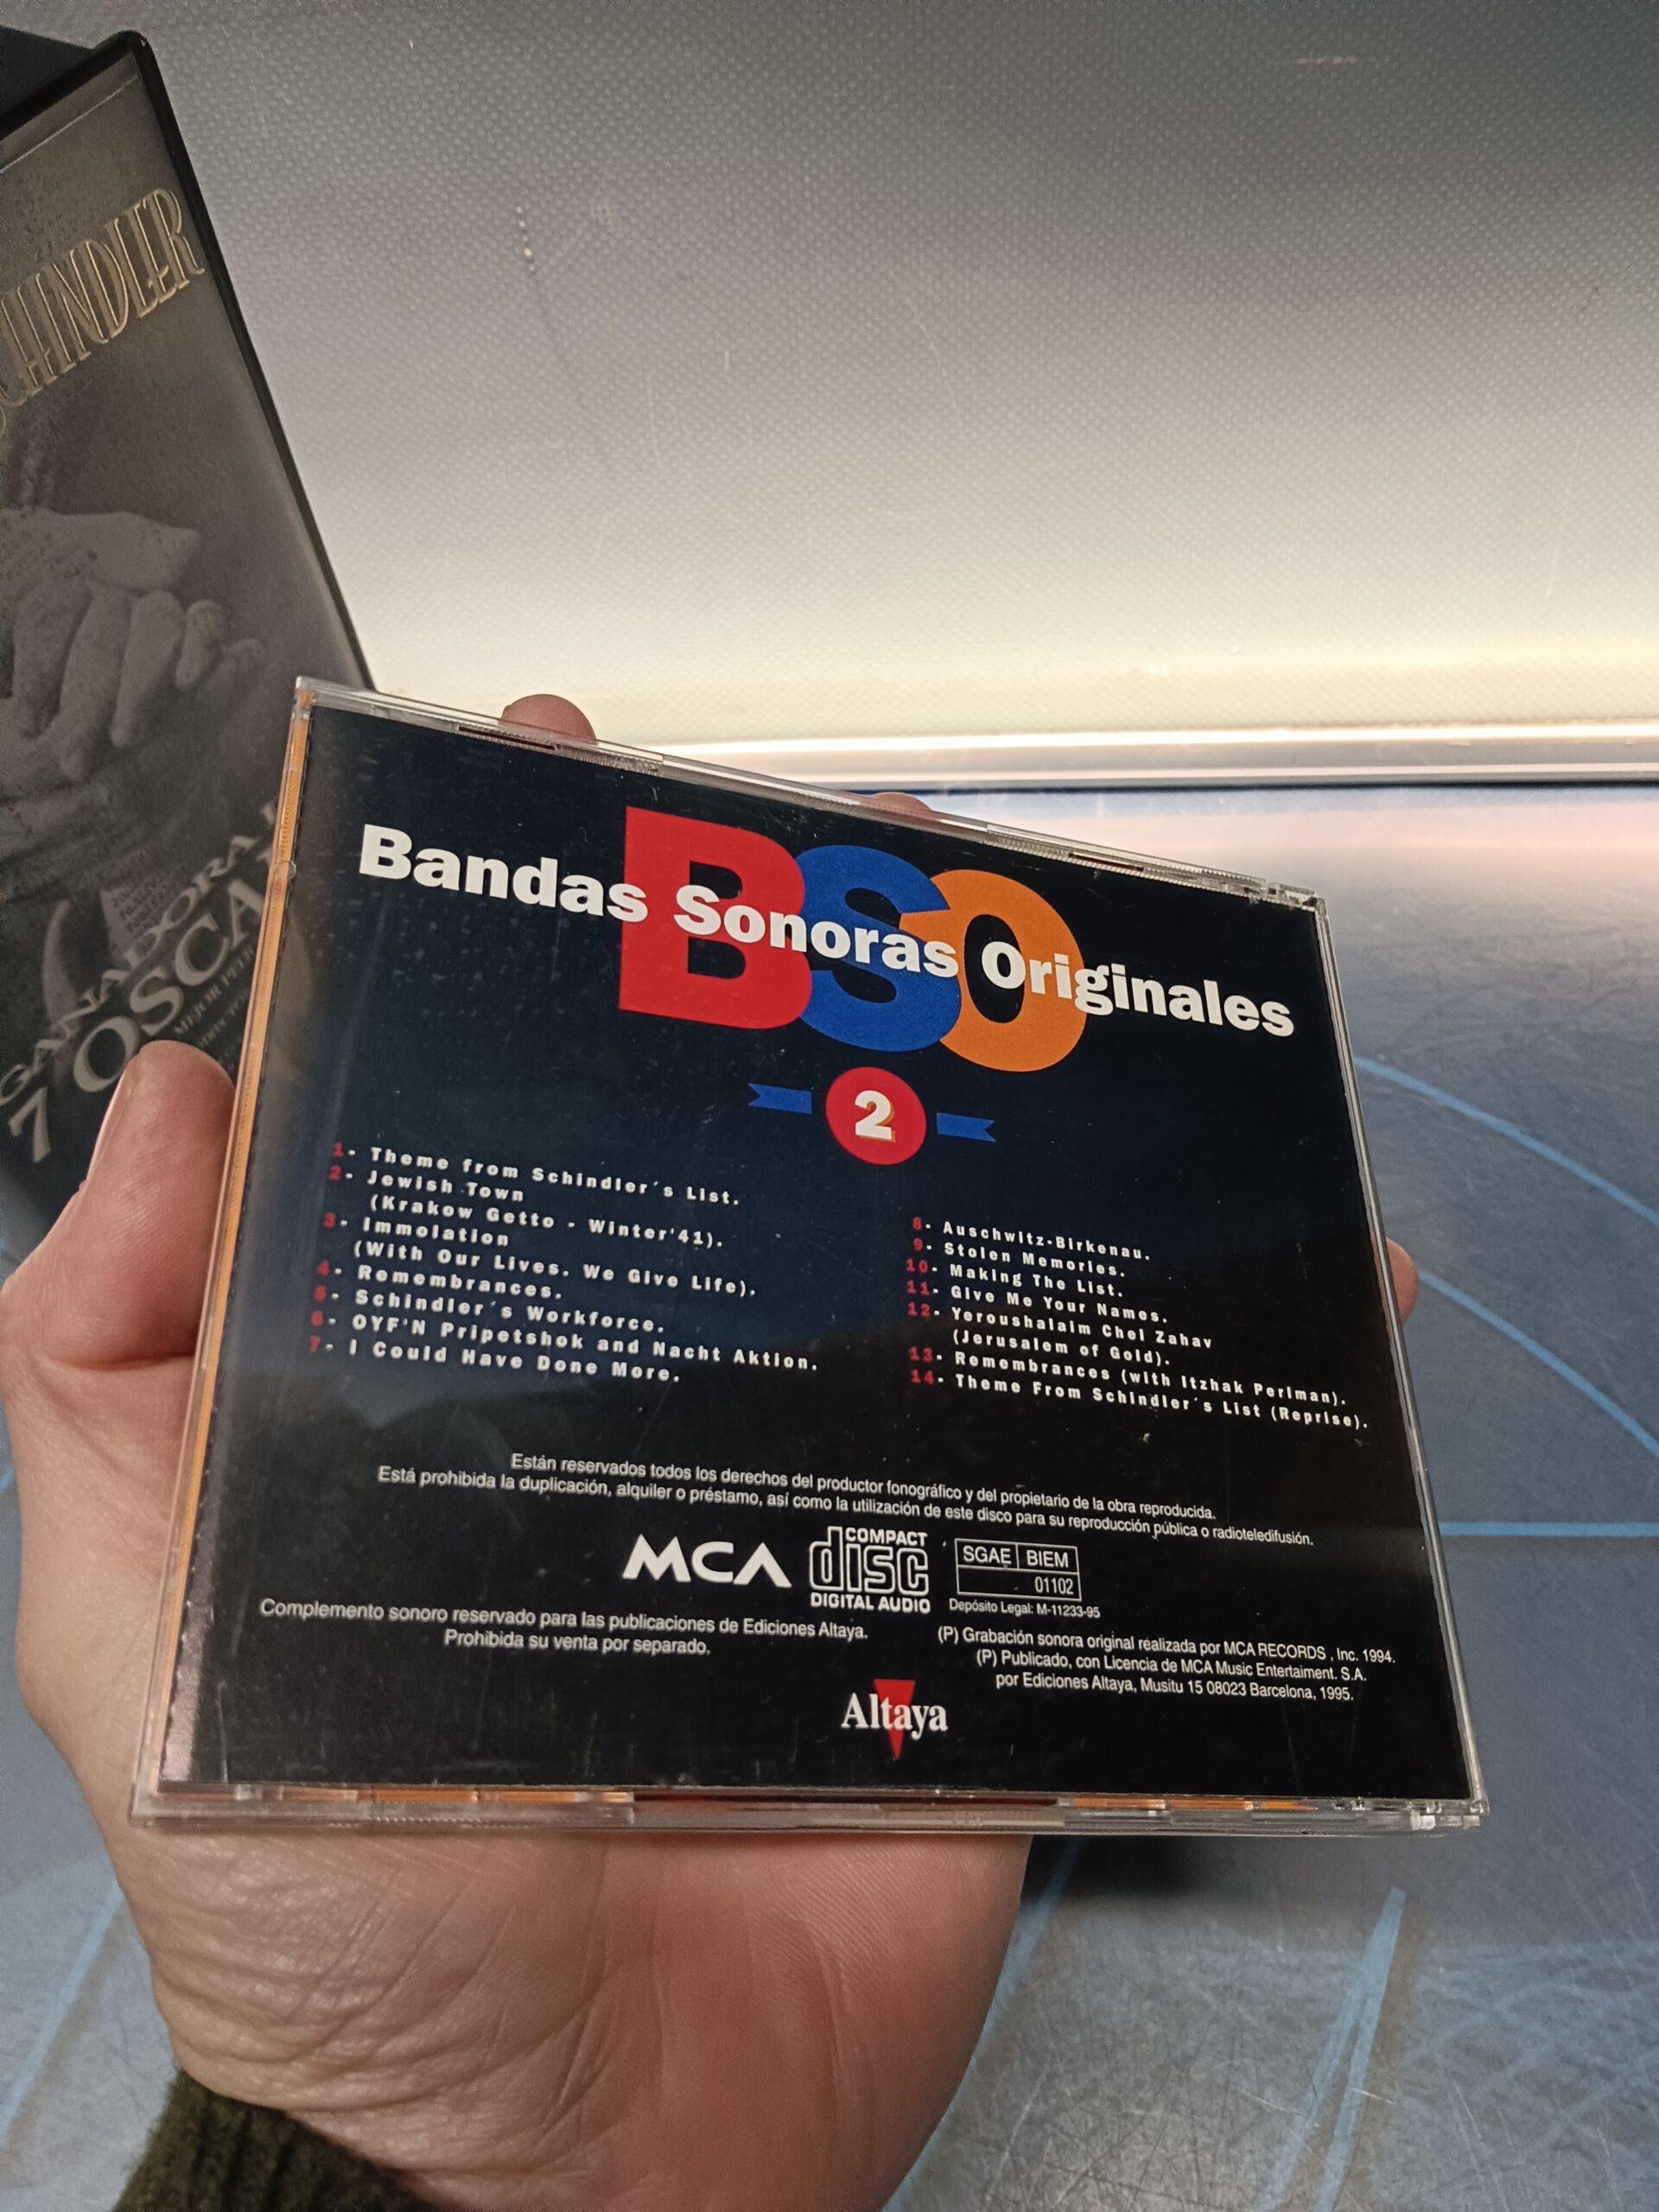 SCHINDLER
GANADORA
7 OSCA
MEJOR
BSO
Bandas Sonoras Originales
2
1- Theme from Schindler´s List.
2- Jewish Town
(Krakow Getto - Winter'41).
3- Immolation
(With Our Lives. We Give Life).
4- Remembrances.
5- Schindler´s Workforce.
6- OYF'N Pripetshok and Nacht Aktion.
7- I Could Have Done More.
8- Auschwitz-Birkenau.
9- Stolen Memories.
10- Making The List.
11- Give Me Your Names.
12- Yeroushalaim Chel Zahav
(Jerusalem of Gold).
13- Remembrances (with Itzhak Perlman).
14- Theme From Schindler´s List (Reprise).
Están reservados todos los derechos del productor fonográfico y del propietario de la obra reproducida.
Está prohibida la duplicación, alquiler o préstamo, así como la utilización de este disco para su reproducción pública o radioteledifusión.
MCA
COMPACT
disc
DIGITAL AUDIO
SGAE BIEM
01102
Depósito Legal: M-11233-95
Complemento sonoro reservado para las publicaciones de Ediciones Altaya.
Prohibida su venta por separado.
(P) Grabación sonora original realizada por MCA RECORDS , Inc. 1994.
(P) Publicado, con Licencia de MCA Music Entertaiment. S.A.
por Ediciones Altaya, Musitu 15 08023 Barcelona, 1995.
Altaya